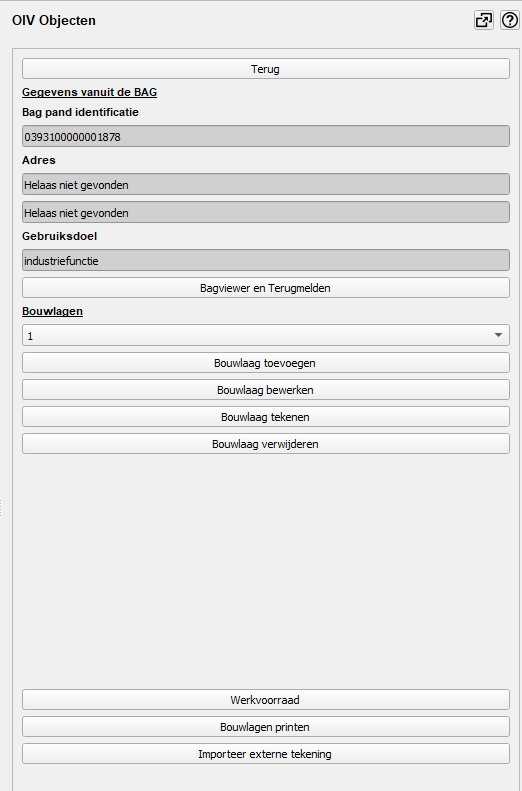 OIV Objecten
Terug
Gegevens vanuit de BAG
Bag pand identificatie
0393100000001878
Adres
Helaas niet gevonden
Helaas niet gevonden
Gebruiksdoel
industriefunctie
Bagviewer en Terugmelden
Bouwlagen
1
Bouwlaag toevoegen
Bouwlaag bewerken
Bouwlaag tekenen
Bouwlaag verwijderen
Werkvoorraad
Bouwlagen printen
Importeer externe tekening